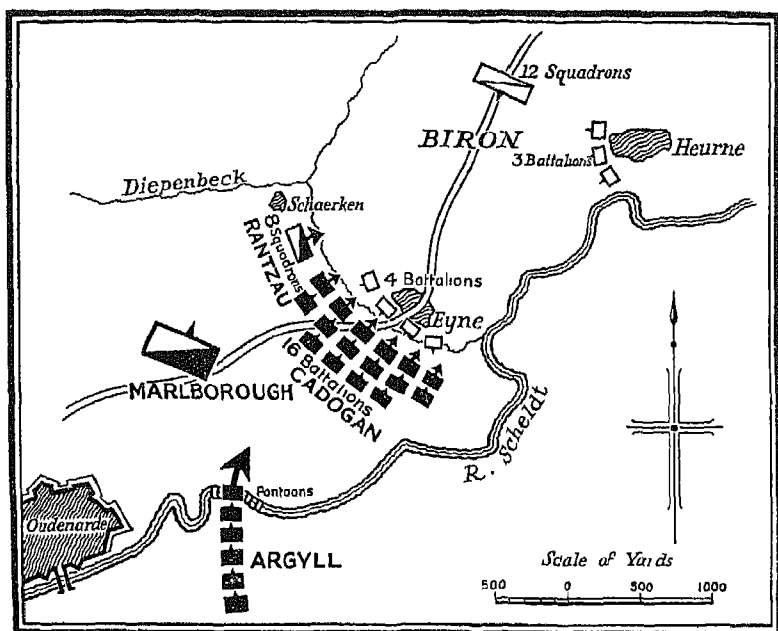 12 Squadrons
BIRON
3 Battalions
Heurne
Diepenbeck
Schaerken
8 Squadrons
RANTZAU
4 Battalions
Eyne
16 Battalions
CADOGAN
MARLBOROUGH
R. Scheldt
Pontoons
Oudenarde
ARGYLL
Scale of Yards
500 0 500 1000